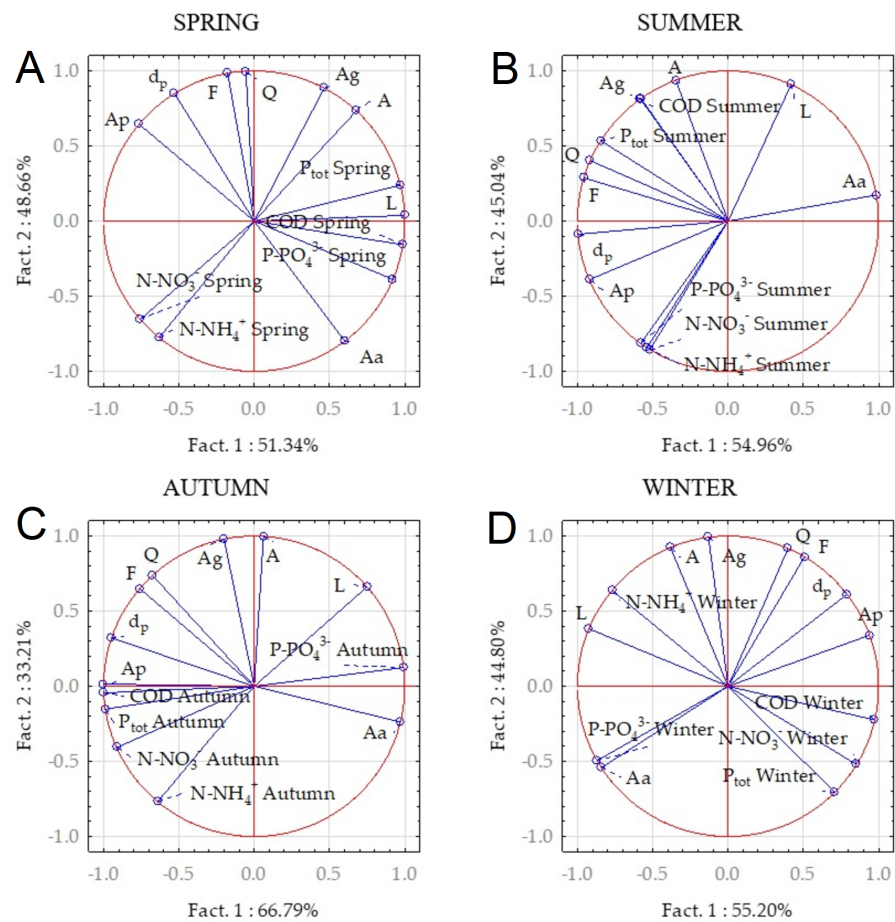 SPRING
A
1.0
0.5
0.0
-0.5
-1.0
Fact. 2 : 48.66%
dp
F
Q
Ag
A
Ap
Ptot Spring
L
COD Spring
P-PO4^3- Spring
N-NO3^- Spring
N-NH4^+ Spring
Aa
-1.0 -0.5 0.0 0.5 1.0
Fact. 1 : 51.34%
SUMMER
B
1.0
0.5
0.0
-0.5
-1.0
Fact. 2 : 45.04%
A
Ag
COD Summer
L
Ptot Summer
Q
F
Aa
dp
Ap
P-PO4^3- Summer
N-NO3^- Summer
N-NH4^+ Summer
-1.0 -0.5 0.0 0.5 1.0
Fact. 1 : 54.96%
AUTUMN
C
1.0
0.5
0.0
-0.5
-1.0
Fact. 2 : 33.21%
Q
Ag
A
F
L
dp
P-PO4^3- Autumn
Ap
COD Autumn
Ptot Autumn
Aa
N-NO3^- Autumn
N-NH4^+ Autumn
-1.0 -0.5 0.0 0.5 1.0
Fact. 1 : 66.79%
WINTER
D
1.0
0.5
0.0
-0.5
-1.0
Fact. 2 : 44.80%
A
Ag
Q
F
N-NH4^+ Winter
dp
L
Ap
COD Winter
P-PO4^3- Winter
N-NO3^- Winter
Aa
Ptot Winter
-1.0 -0.5 0.0 0.5 1.0
Fact. 1 : 55.20%